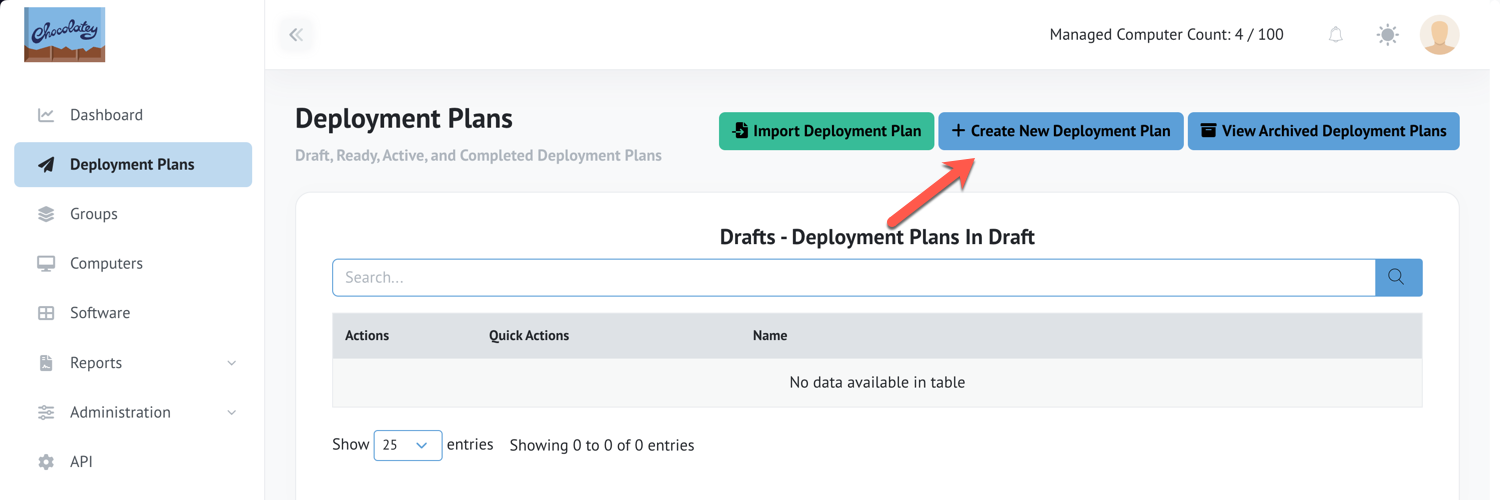 Chocolatey
Managed Computer Count: 4 / 100
Dashboard
Deployment Plans
Groups
Computers
Software
Reports
Administration
API
Deployment Plans
Draft, Ready, Active, and Completed Deployment Plans
Import Deployment Plan
+ Create New Deployment Plan
View Archived Deployment Plans
Drafts - Deployment Plans In Draft
Search...
Actions Quick Actions Name
No data available in table
Show 25 entries Showing 0 to 0 of 0 entries